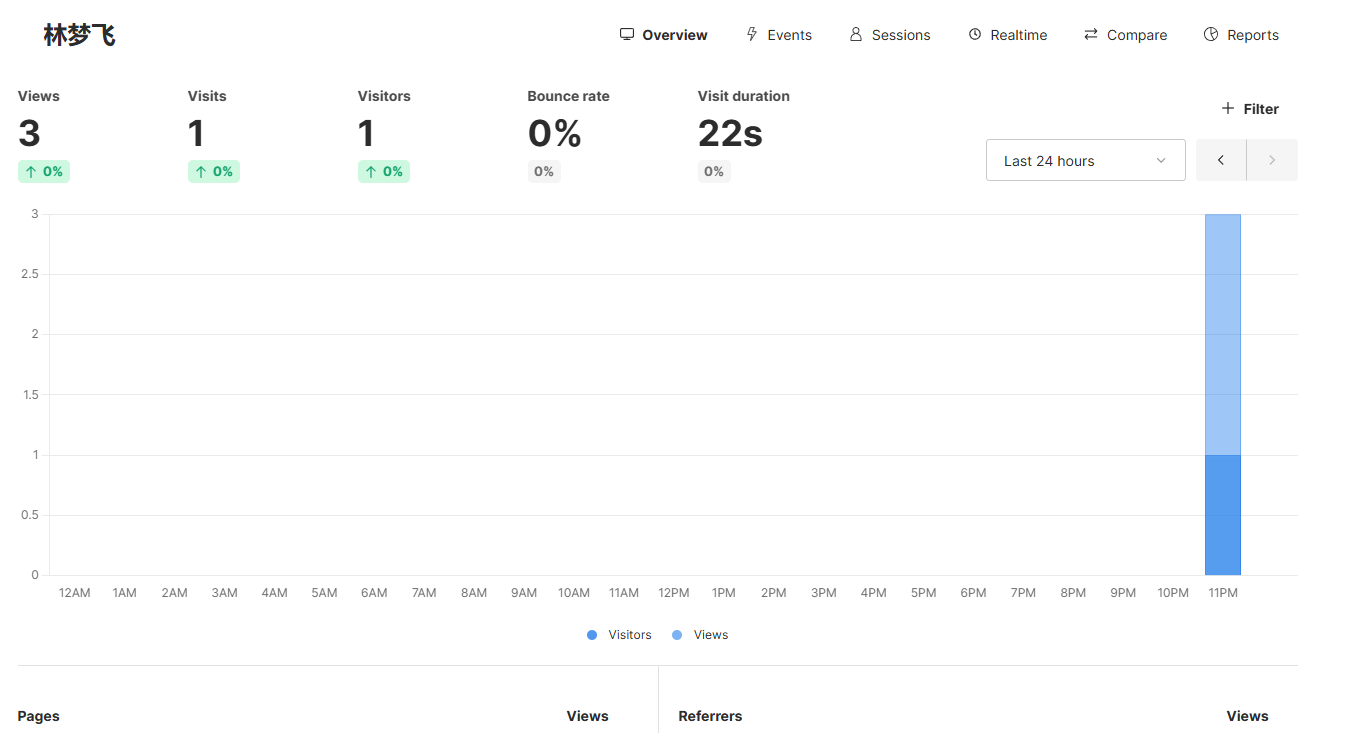 林梦飞
Overview Events Sessions Realtime Compare Reports
Views Visits Visitors Bounce rate Visit duration
3 1 1 0% 22s
↑ 0% ↑ 0% ↑ 0% 0% 0%
+ Filter
Last 24 hours
3
2.5
2
1.5
1
0.5
0
12AM 1AM 2AM 3AM 4AM 5AM 6AM 7AM 8AM 9AM 10AM 11AM 12PM 1PM 2PM 3PM 4PM 5PM 6PM 7PM 8PM 9PM 10PM 11PM
Visitors Views
Pages Views Referrers Views